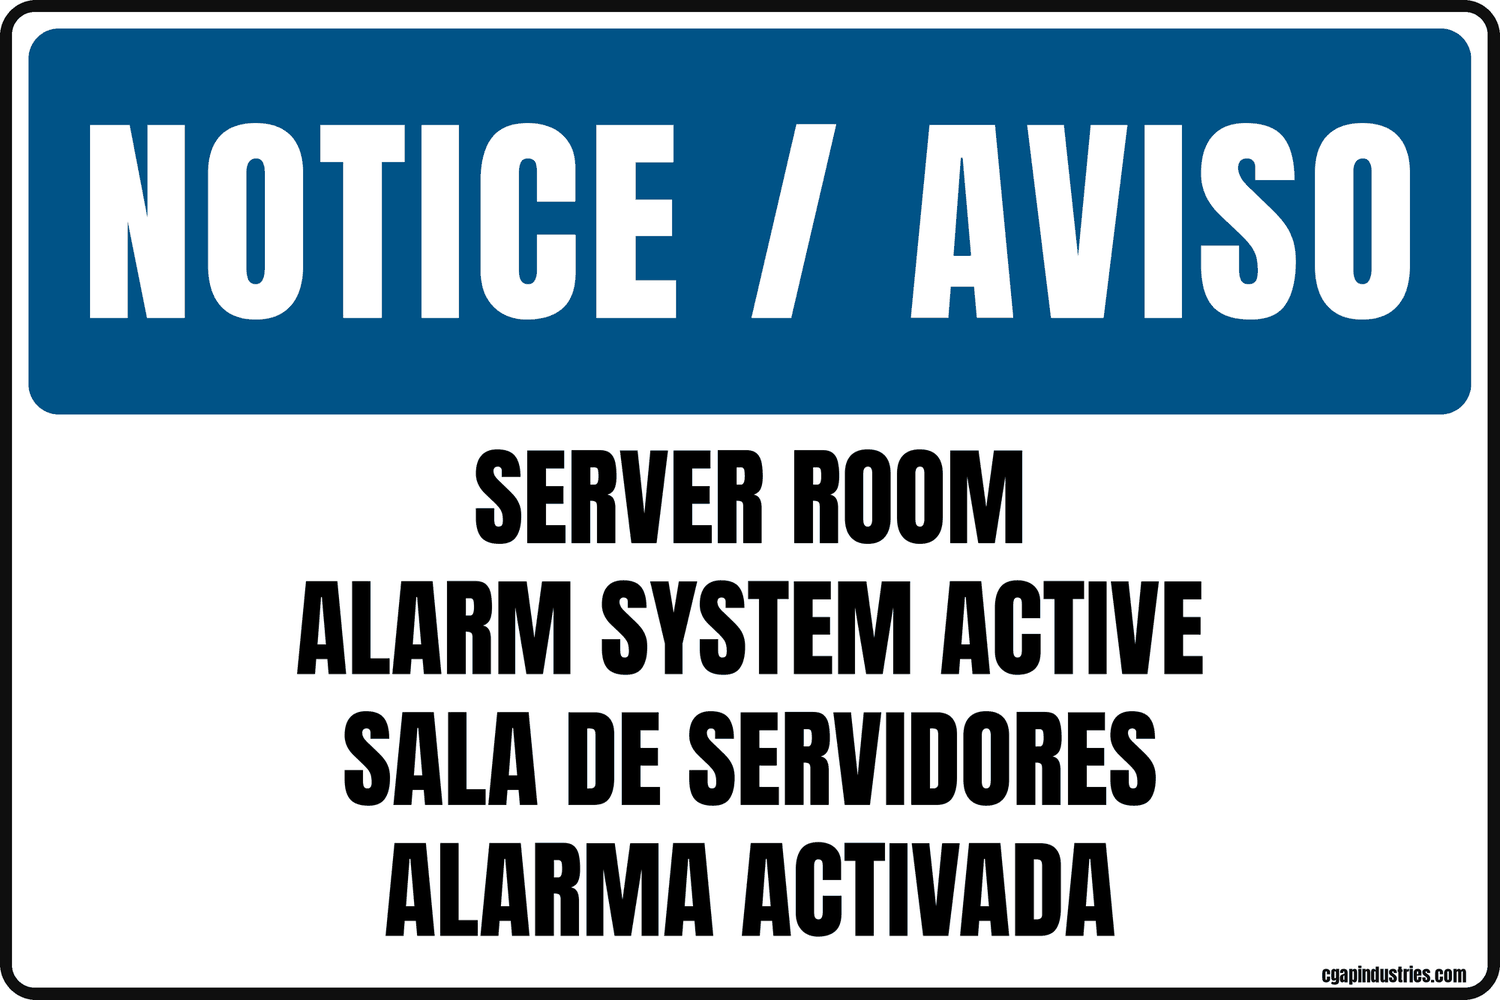 NOTICE / AVISO
SERVER ROOM
ALARM SYSTEM ACTIVE
SALA DE SERVIDORES
ALARMA ACTIVADA
cgapindustries.com